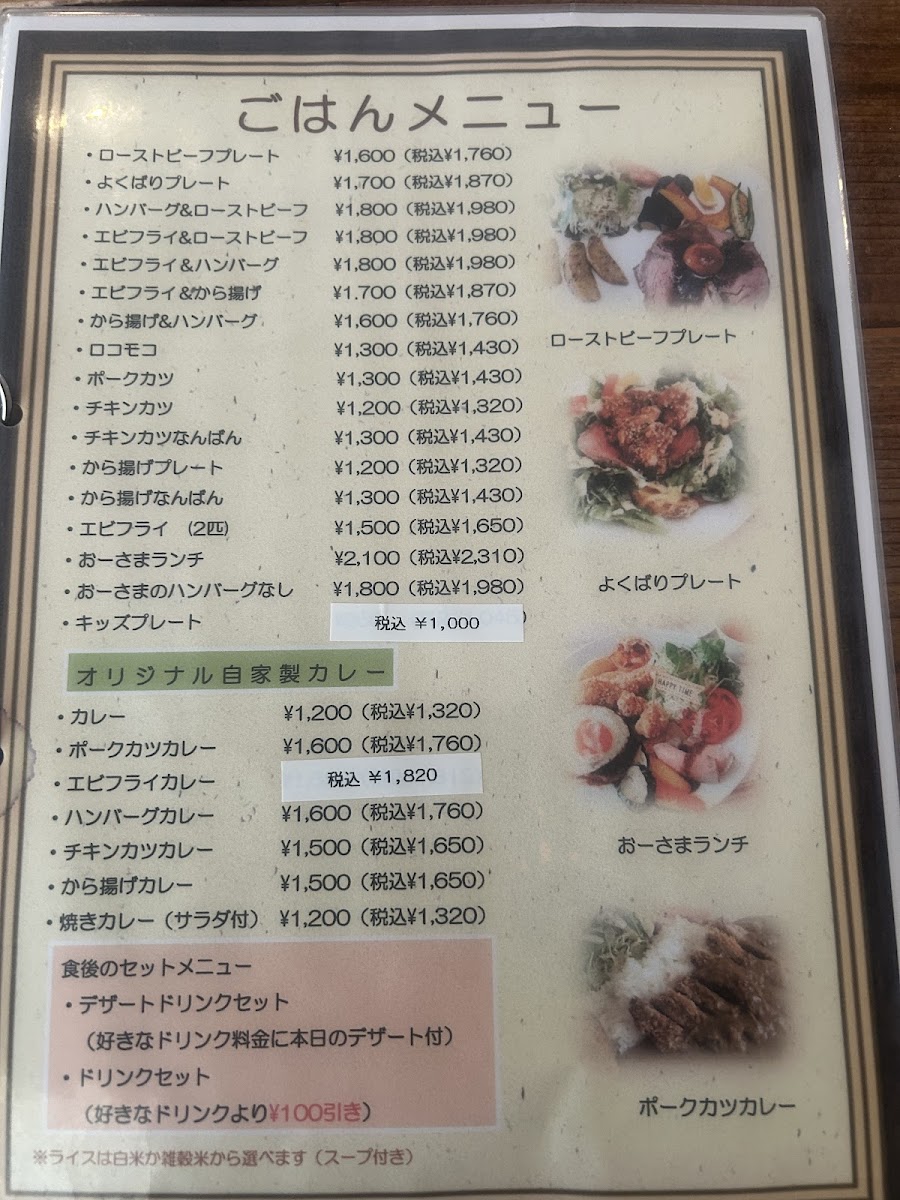 ごはんメニュー
・ローストビーフプレート ¥1,600（税込¥1,760）
・よくばりプレート ¥1,700（税込¥1,870）
・ハンバーグ&ローストビーフ ¥1,800（税込¥1,980）
・エビフライ&ローストビーフ ¥1,800（税込¥1,980）
・エビフライ&ハンバーグ ¥1,800（税込¥1,980）
・エビフライ&から揚げ ¥1,700（税込¥1,870）
・から揚げ&ハンバーグ ¥1,600（税込¥1,760）
・ロコモコ ¥1,300（税込¥1,430）
・ポークカツ ¥1,300（税込¥1,430）
・チキンカツ ¥1,200（税込¥1,320）
・チキンカツなんばん ¥1,300（税込¥1,430）
・から揚げプレート ¥1,200（税込¥1,320）
・から揚げなんばん ¥1,300（税込¥1,430）
・エビフライ （2匹） ¥1,500（税込¥1,650）
・おーさまランチ ¥2,100（税込¥2,310）
・おーさまのハンバーグなし ¥1,800（税込¥1,980）
・キッズプレート 税込 ¥1,000
オリジナル自家製カレー
・カレー ¥1,200（税込¥1,320）
・ポークカツカレー ¥1,600（税込¥1,760）
・エビフライカレー 税込 ¥1,820
・ハンバーグカレー ¥1,600（税込¥1,760）
・チキンカツカレー ¥1,500（税込¥1,650）
・から揚げカレー ¥1,500（税込¥1,650）
・焼きカレー（サラダ付） ¥1,200（税込¥1,320）
食後のセットメニュー
・デザートドリンクセット
（好きなドリンク料金に本日のデザート付）
・ドリンクセット
（好きなドリンクより¥100引き）
※ライスは白米か雑穀米から選べます（スープ付き）
ローストビーフプレート
よくばりプレート
HAPPY TIME
おーさまランチ
ポークカツカレー